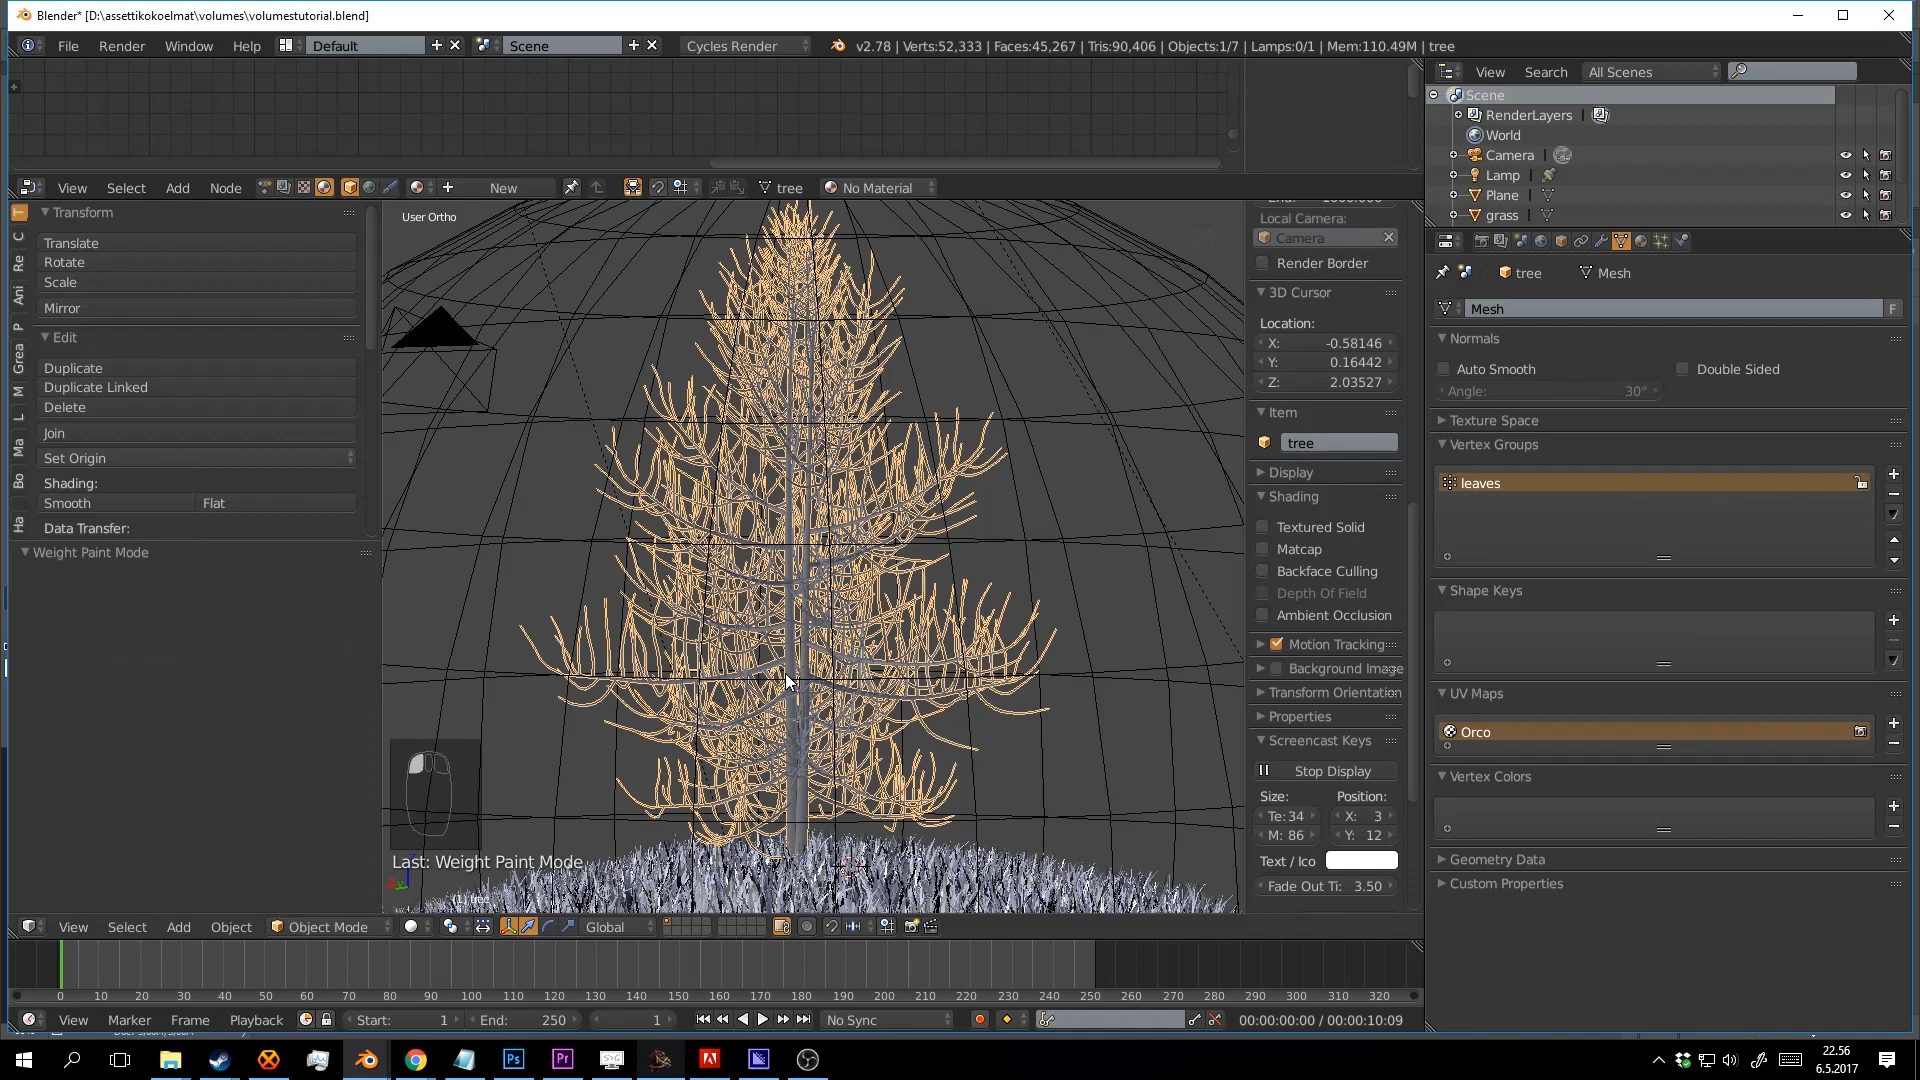 Blender* [D:\assettikokoelmat\volumes\volumestutorial.blend]
File Render Window Help Default Scene Cycles Render v2.78 | Verts:52,333 | Faces:45,267 | Tris:90,406 | Objects:1/7 | Lamps:0/1 | Mem:110.49M | tree
View Search All Scenes
Scene
RenderLayers
World
Camera
Lamp
Plane
grass
View Select Add Node New tree No Material
Transform
Translate
Rotate
Scale
Mirror
Edit
Duplicate
Duplicate Linked
Delete
Join
Set Origin
Shading:
Smooth Flat
Data Transfer:
Weight Paint Mode
T
C
Re
Ani
P
Grea
M
L
Ma
Bo
Ha
User Ortho
Last: Weight Paint Mode
(1) tree
Local Camera:
Camera
Render Border
3D Cursor
Location:
X: -0.58146
Y: 0.16442
Z: 2.03527
Item
tree
Display
Shading
Textured Solid
Matcap
Backface Culling
Depth Of Field
Ambient Occlusion
Motion Tracking
Background Image
Transform Orientation
Properties
Screencast Keys
Stop Display
Size: Position:
Te: 34 X: 3
M: 86 Y: 12
Text / Ico
Fade Out Ti: 3.50
tree Mesh
Mesh F
Normals
Auto Smooth Double Sided
Angle: 30°
Texture Space
Vertex Groups
leaves
Shape Keys
UV Maps
Orco
Vertex Colors
Geometry Data
Custom Properties
View Select Add Object Object Mode Global
0 10 20 30 40 50 60 70 80 90 100 110 120 130 140 150 160 170 180 190 200 210 220 230 240 250 260 270 280 290 300 310 320
View Marker Frame Playback Start: 1 End: 250 1 No Sync 00:00:00:00 / 00:00:10:09
Ps Pr
22.56
6.5.2017